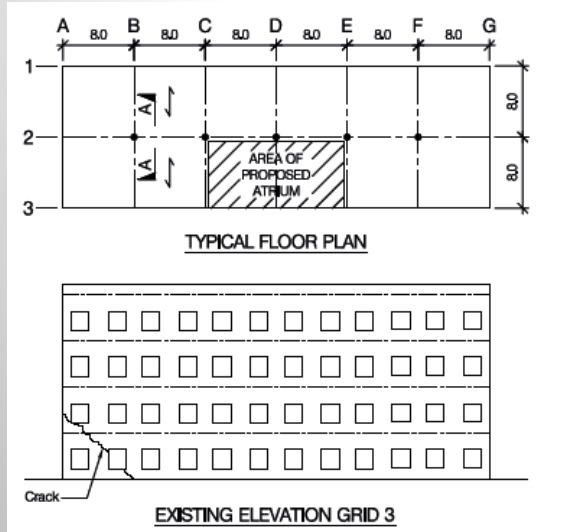 A B C D E F G
8.0 8.0 8.0 8.0 8.0 8.0
1
A
8.0
2
A
AREA OF
PROPOSED
ATRIUM
8.0
3
TYPICAL FLOOR PLAN
Crack
EXISTING ELEVATION GRID 3